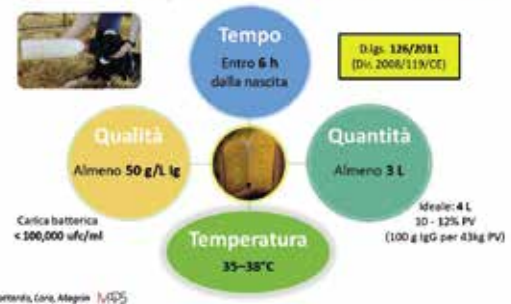 Tempo
Entro 6 h
dalla nascita
D.lgs. 126/2011
(Dir. 2008/119/CE)
Qualità
Almeno 50 g/L Ig
Quantità
Almeno 3 L
Carica batterica
< 100,000 ufc/ml
Ideale: 4 L
10 - 12% PV
(100 g IgG per 43kg PV)
Temperatura
35-38°C